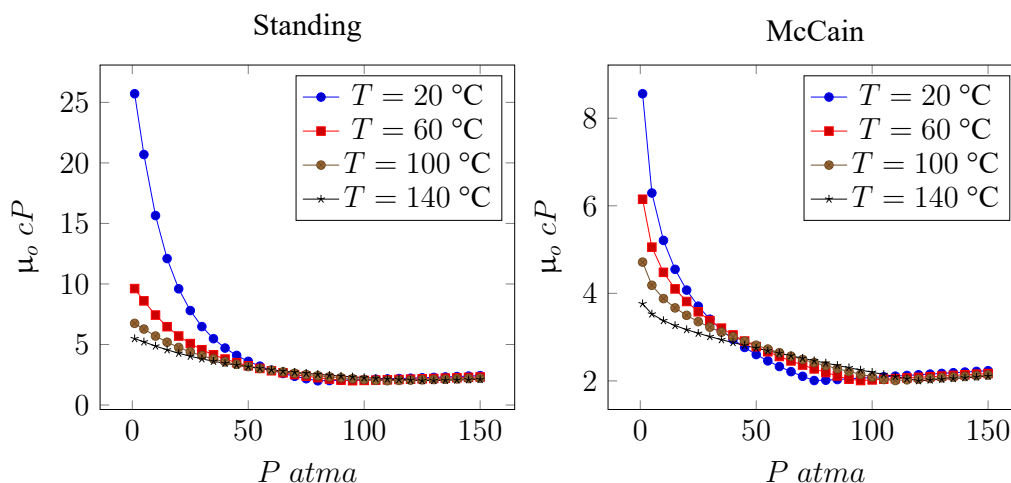 Standing
25
20
15
10
5
0
0
50
100
150
μo cP
P atma
T = 20 °C
T = 60 °C
T = 100 °C
T = 140 °C
McCain
8
6
4
2
0
50
100
150
μo cP
P atma
T = 20 °C
T = 60 °C
T = 100 °C
T = 140 °C